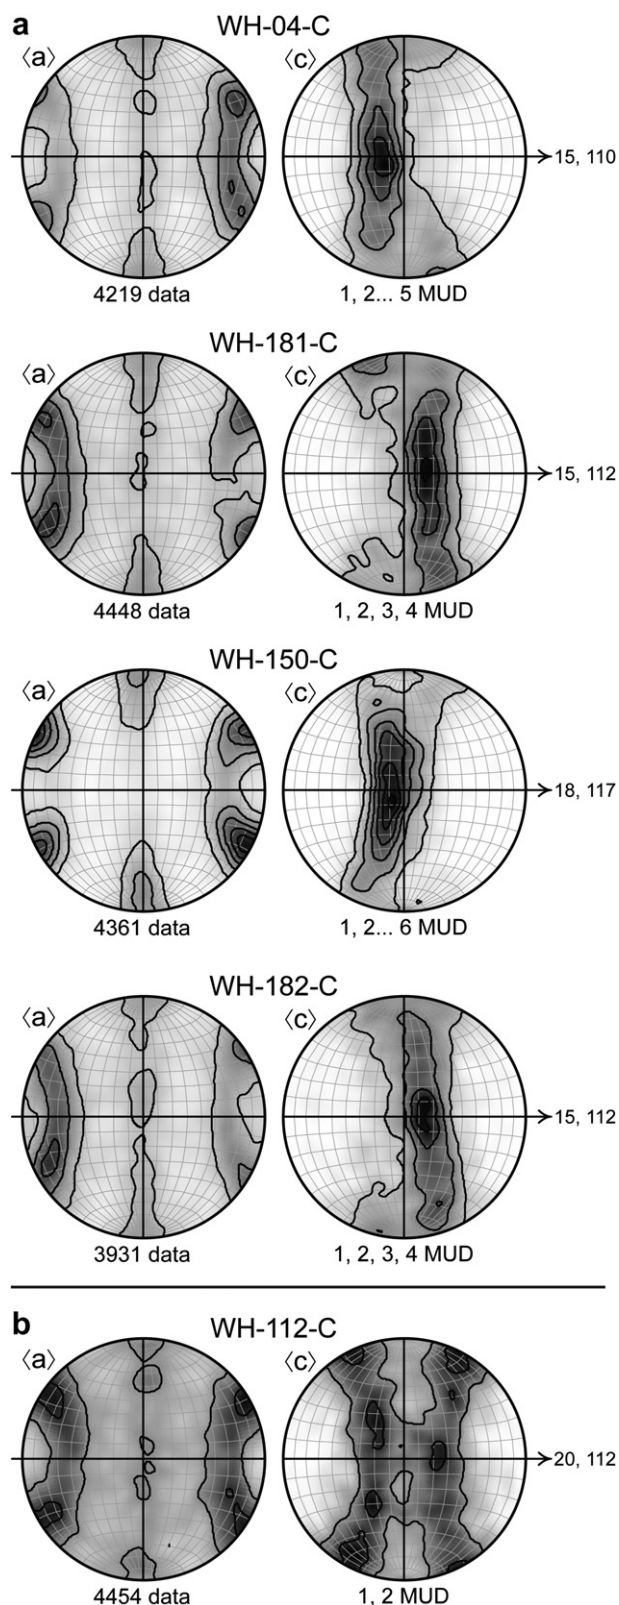 a WH-04-C
⟨a⟩ ⟨c⟩
15, 110
4219 data 1, 2... 5 MUD
WH-181-C
⟨a⟩ ⟨c⟩
15, 112
4448 data 1, 2, 3, 4 MUD
WH-150-C
⟨a⟩ ⟨c⟩
18, 117
4361 data 1, 2... 6 MUD
WH-182-C
⟨a⟩ ⟨c⟩
15, 112
3931 data 1, 2, 3, 4 MUD
b WH-112-C
⟨a⟩ ⟨c⟩
20, 112
4454 data 1, 2 MUD